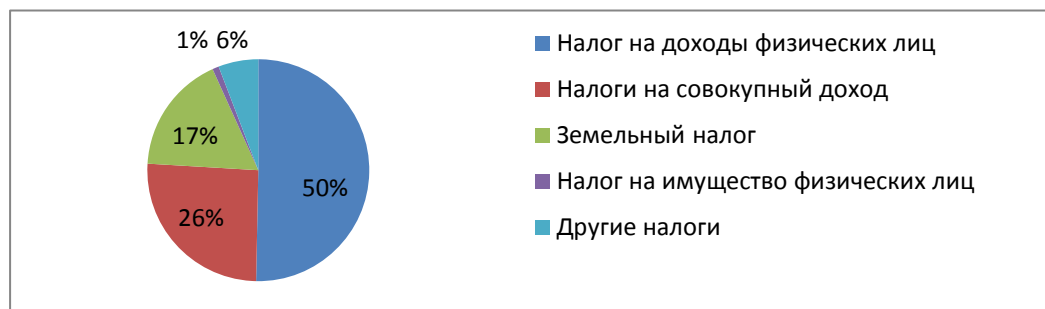 1% 6%
17%
50%
26%
Налог на доходы физических лиц
Налоги на совокупный доход
Земельный налог
Налог на имущество физических лиц
Другие налоги